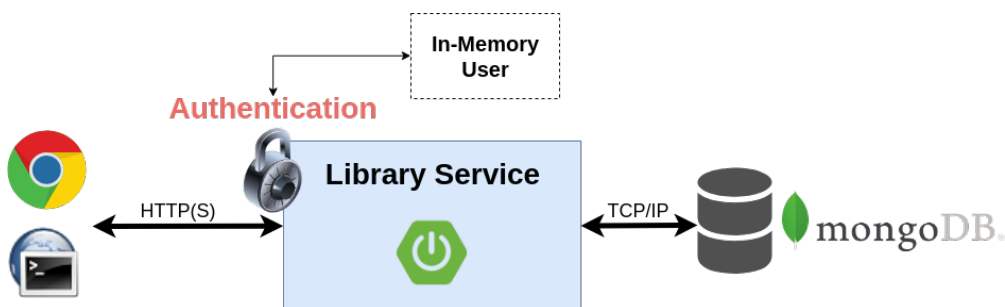 In-Memory
User
Authentication
Library Service
HTTP(S)
TCP/IP
mongoDB®
>_